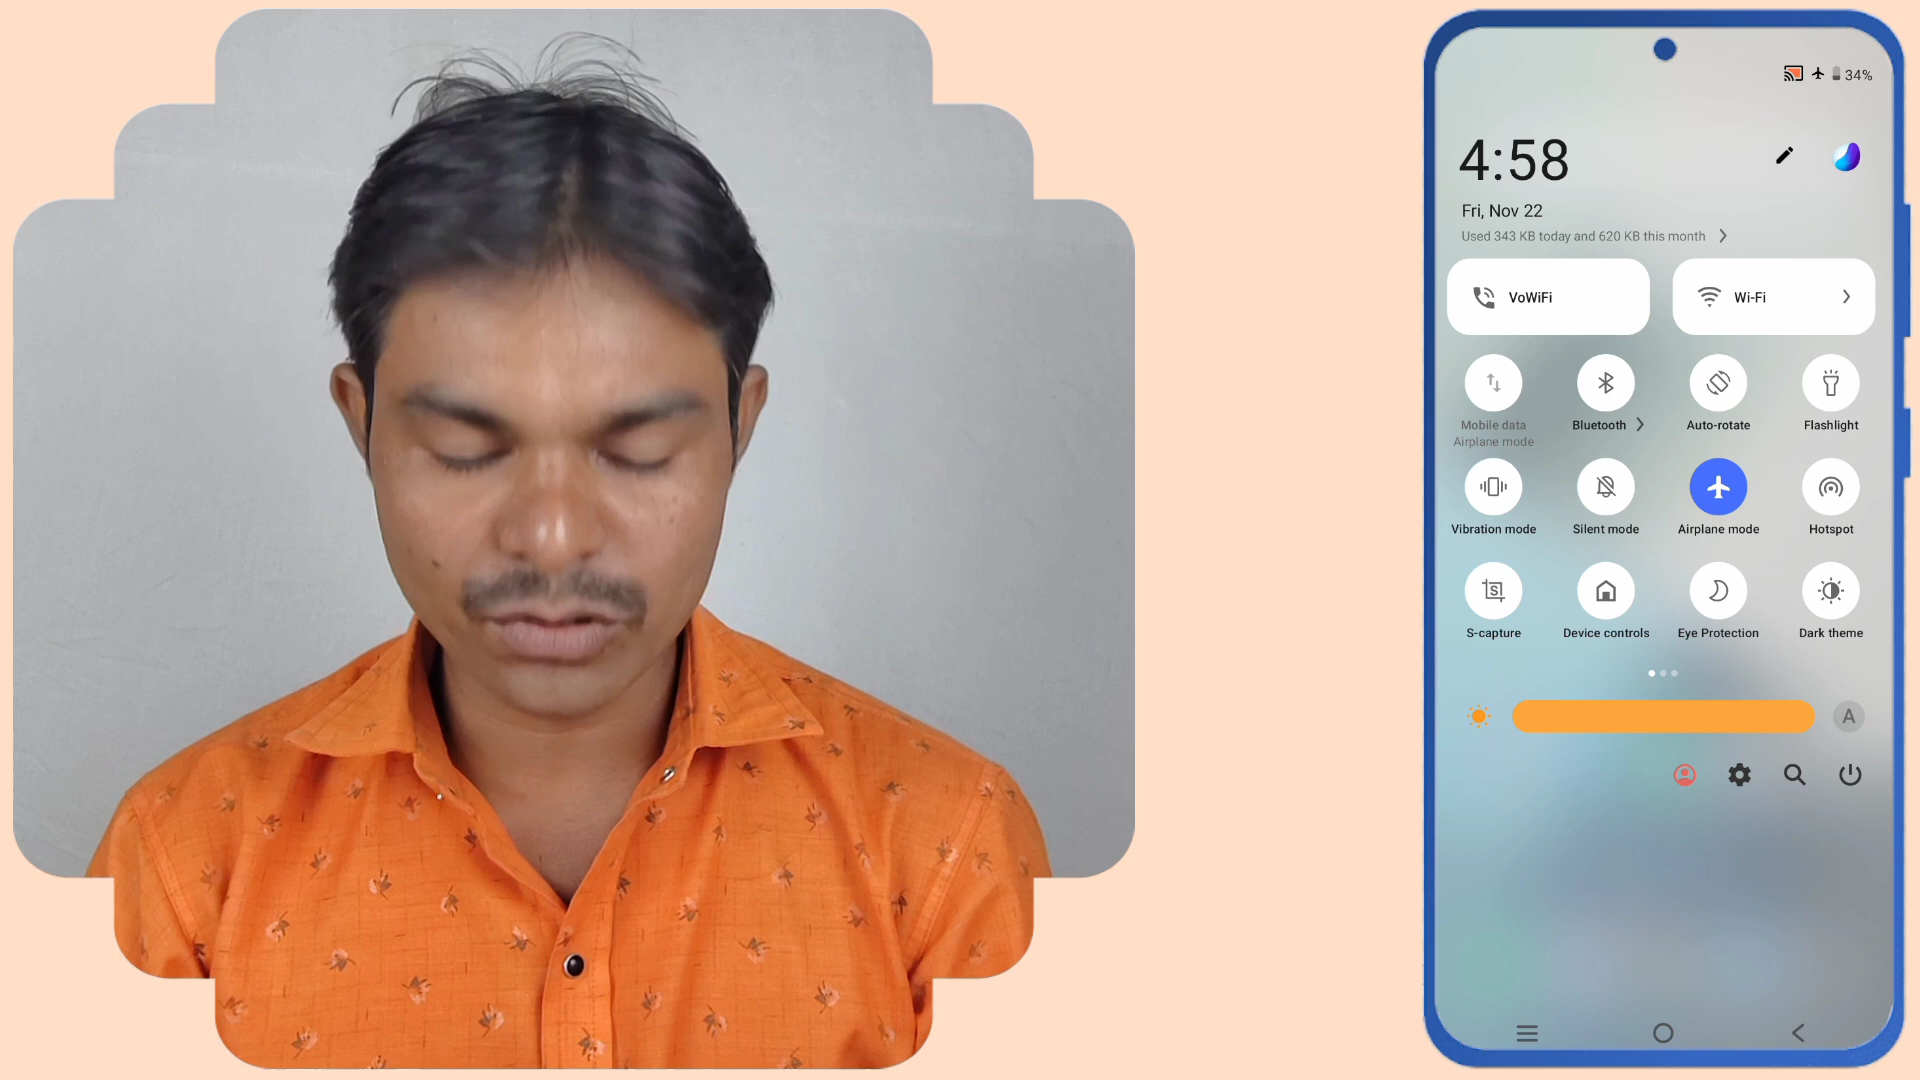 34%
4:58
Fri, Nov 22
Used 343 KB today and 620 KB this month
VoWiFi
Wi-Fi
Mobile data
Airplane mode
Bluetooth
Auto-rotate
Flashlight
Vibration mode
Silent mode
Airplane mode
Hotspot
S
S-capture
Device controls
Eye Protection
Dark theme
A